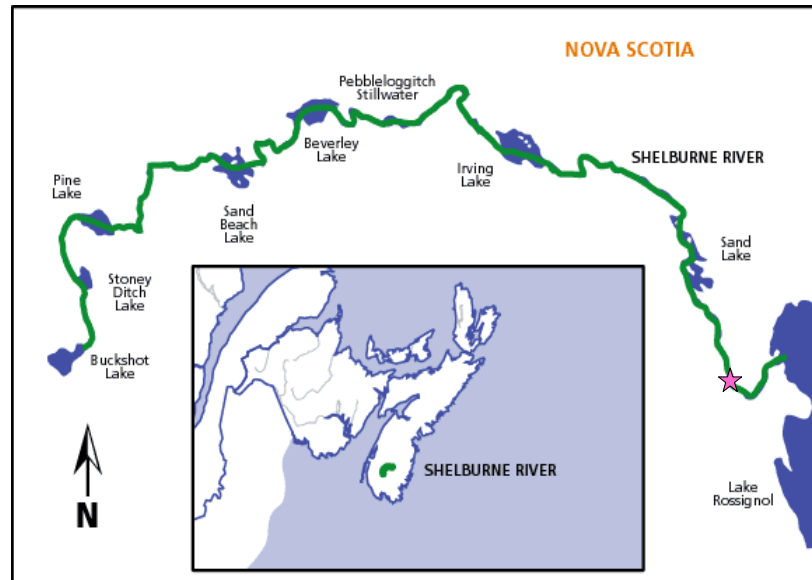 NOVA SCOTIA
Pebbleloggitch
Stillwater
Beverley
Lake
SHELBURNE RIVER
Irving
Lake
Pine
Lake
Sand
Beach
Lake
Sand
Lake
Stoney
Ditch
Lake
Buckshot
Lake
SHELBURNE RIVER
Lake
Rossignol
N